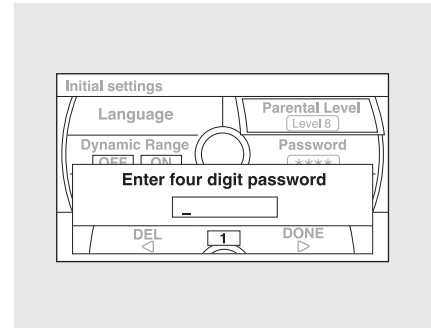 Initial settings
Language
Parental Level
Level 8
Dynamic Range
Password
OFF ON
****
Enter four digit password
_
DEL
1
DONE